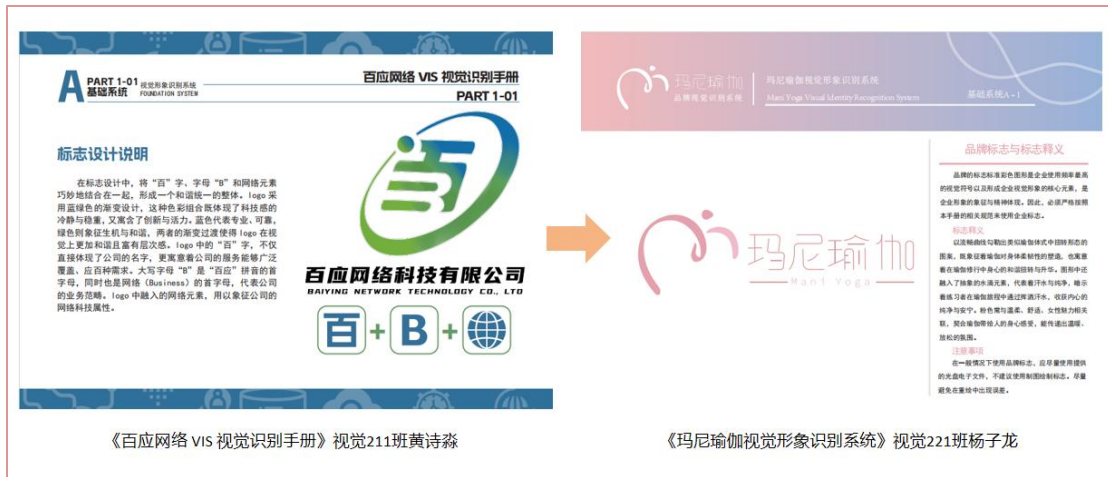 A
PART 1-01
基础系统
视觉形象识别系统
FOUNDATION SYSTEM
百应网络 VIS 视觉识别手册
PART 1-01
标志设计说明
在标志设计中，将“百”字、字母“B”和网络元素
巧妙地结合在一起，形成一个和谐统一的整体。logo 采
用蓝绿色的渐变设计，这种色彩组合既体现了科技感的
冷静与稳重，又寓含了创新与活力。蓝色代表专业、可靠，
绿色则象征生机与和谐，两者的渐变过渡使得 logo 在视
觉上更加和谐且富有层次感。logo 中的“百”字，不仅
直接体现了公司的名字，更寓意着公司的服务能够广泛
覆盖、应百种需求。大写字母“B”是“百应”拼音的首
字母，同时也是网络（Business）的首字母，代表公司
的业务范畴。logo 中融入的网络元素，用以象征公司的
网络科技属性。
百应网络科技有限公司
BAIYING NETWORK TECHNOLOGY CO., LTD
百+B+
《百应网络 VIS 视觉识别手册》视觉211班黄诗淼
玛尼瑜伽
品牌视觉识别系统
玛尼瑜伽视觉形象识别系统
Mani Yoga Visual Identity Recognition System
基础系统A-1
玛尼瑜伽
Mani Yoga
品牌标志与标志释义
品牌的标志标准彩色图形是企业使用频率最高
的视觉符号以及形成企业视觉形象的核心元素，是
企业形象的象征与精神体现。因此，必须严格按照
本手册的相关规范来使用企业标志。
标志释义
以流畅曲线勾勒出类似瑜伽体式中扭转形态的
图案，既象征着瑜伽对身体柔韧性的塑造，也寓意
着在瑜伽修行中身心的和谐扭转与升华。图形中还
融入了抽象的水滴元素，代表着汗水与纯净，暗示
着练习者在瑜伽旅程中通过挥洒汗水，收获内心的
纯净与安宁。粉色常与温柔、舒适、女性魅力相关
联，契合瑜伽带给人的身心感受，能传递出温暖、
放松的氛围。
注意事项
在一般情况下使用品牌标志，应尽量使用提供
的光盘电子文件，不建议使用制图绘制标志。尽量
避免在重绘中出现误差。
《玛尼瑜伽视觉形象识别系统》视觉221班杨子龙